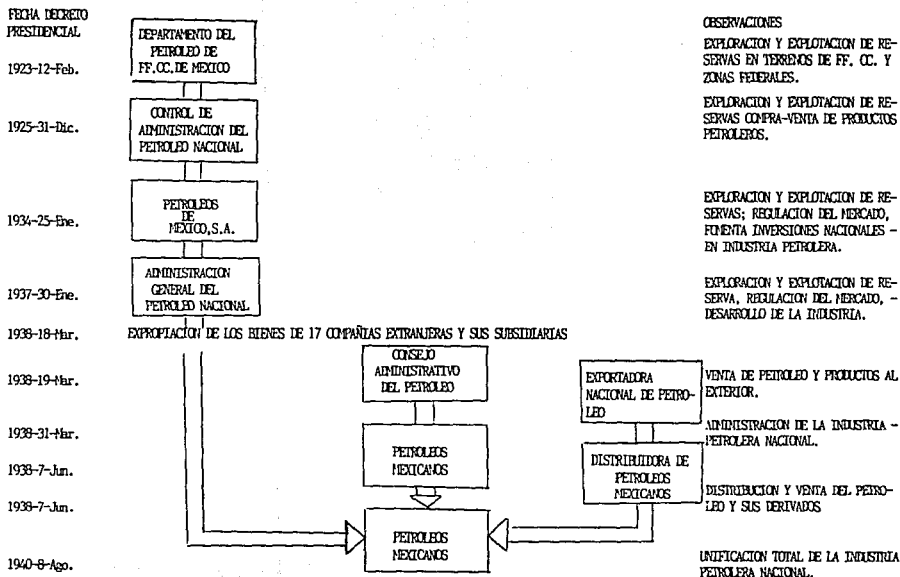 FECHA DECRETO
PRESIDENCIAL
OBSERVACIONES
1923-12-Feb.
DEPARTAMENTO DEL
PETROLEO DE
FF.CC. DE MEXICO
EXPLORACION Y EXPLOTACION DE RE-
SERVAS EN TERRENOS DE FF. CC. Y
ZONAS FEDERALES.
1925-31-Dic.
CONTROL DE
ADMINISTRACION DEL
PETROLEO NACIONAL
EXPLORACION Y EXPLOTACION DE RE-
SERVAS COMPRA-VENTA DE PRODUCTOS
PETROLEROS.
1934-25-Ene.
PETROLEOS
DE
MEXICO, S.A.
EXPLORACION Y EXPLOTACION DE RE-
SERVAS; REGULACION DEL MERCADO,
FOMENTA INVERSIONES NACIONALES -
EN INDUSTRIA PETROLERA.
1937-30-Ene.
ADMINISTRACION
GENERAL DEL
PETROLEO NACIONAL
EXPLORACION Y EXPLOTACION DE RE-
SERVA, REGULACION DEL MERCADO, -
DESARROLLO DE LA INDUSTRIA.
1938-18-Mar.
EXPROPIACION DE LOS BIENES DE 17 COMPAÑIAS EXTRANJERAS Y SUS SUBSIDIARIAS
1938-19-Mar.
CONSEJO
ADMINISTRATIVO
DEL PETROLEO
EXPORTADORA
NACIONAL DE PETRO-
LEO
VENTA DE PETROLEO Y PRODUCTOS AL
EXTERIOR.
1938-31-Mar.
ADMINISTRACION DE LA INDUSTRIA -
PETROLERA NACIONAL.
1938-7-Jun.
PETROLEOS
MEXICANOS
DISTRIBUIDORA DE
PETROLEOS
MEXICANOS
1938-7-Jun.
DISTRIBUCION Y VENTA DEL PETRO-
LEO Y SUS DERIVADOS
PETROLEOS
MEXICANOS
1940-8-Ago.
UNIFICACION TOTAL DE LA INDUSTRIA
PETROLERA NACIONAL.